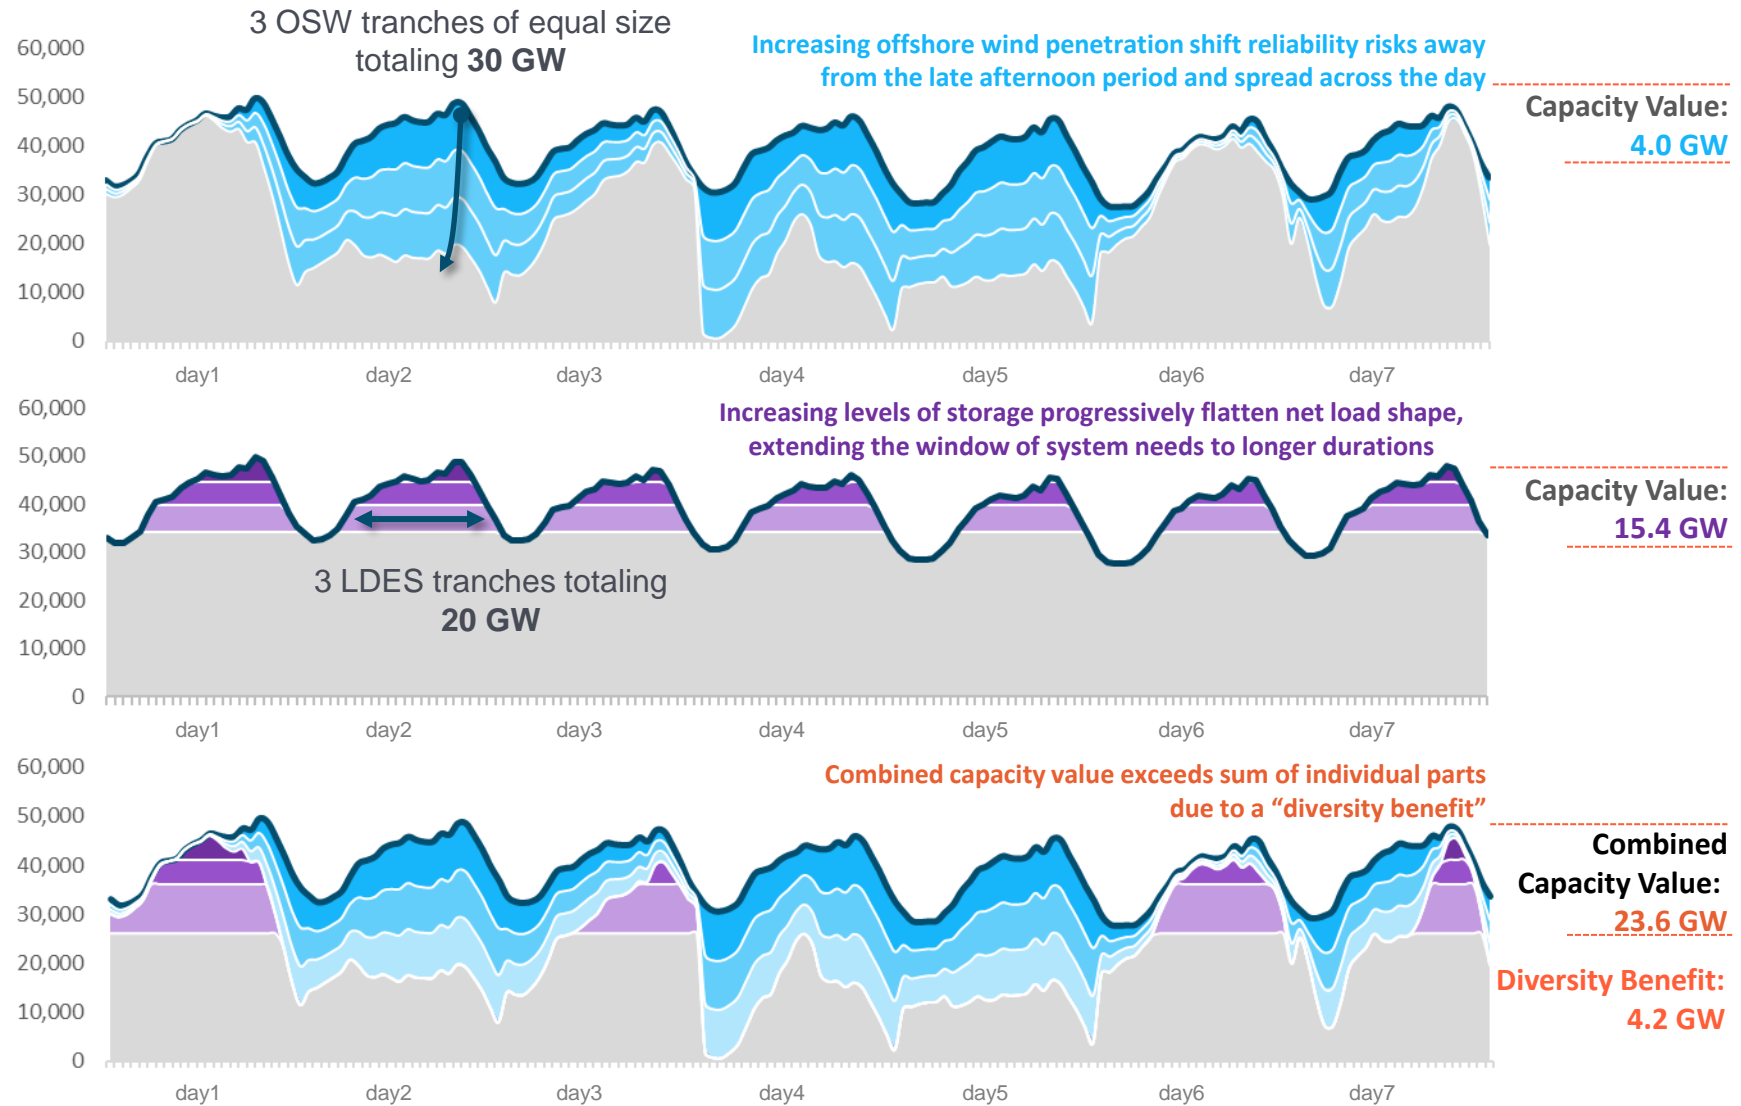 3 OSW tranches of equal size
totaling 30 GW
Increasing offshore wind penetration shift reliability risks away
from the late afternoon period and spread across the day
60,000
50,000
40,000
30,000
20,000
10,000
0
Capacity Value:
4.0 GW
day1 day2 day3 day4 day5 day6 day7
Increasing levels of storage progressively flatten net load shape,
extending the window of system needs to longer durations
60,000
50,000
40,000
30,000
20,000
10,000
0
3 LDES tranches totaling
20 GW
Capacity Value:
15.4 GW
day1 day2 day3 day4 day5 day6 day7
Combined capacity value exceeds sum of individual parts
due to a “diversity benefit”
60,000
50,000
40,000
30,000
20,000
10,000
0
Combined
Capacity Value:
23.6 GW
Diversity Benefit:
4.2 GW
day1 day2 day3 day4 day5 day6 day7